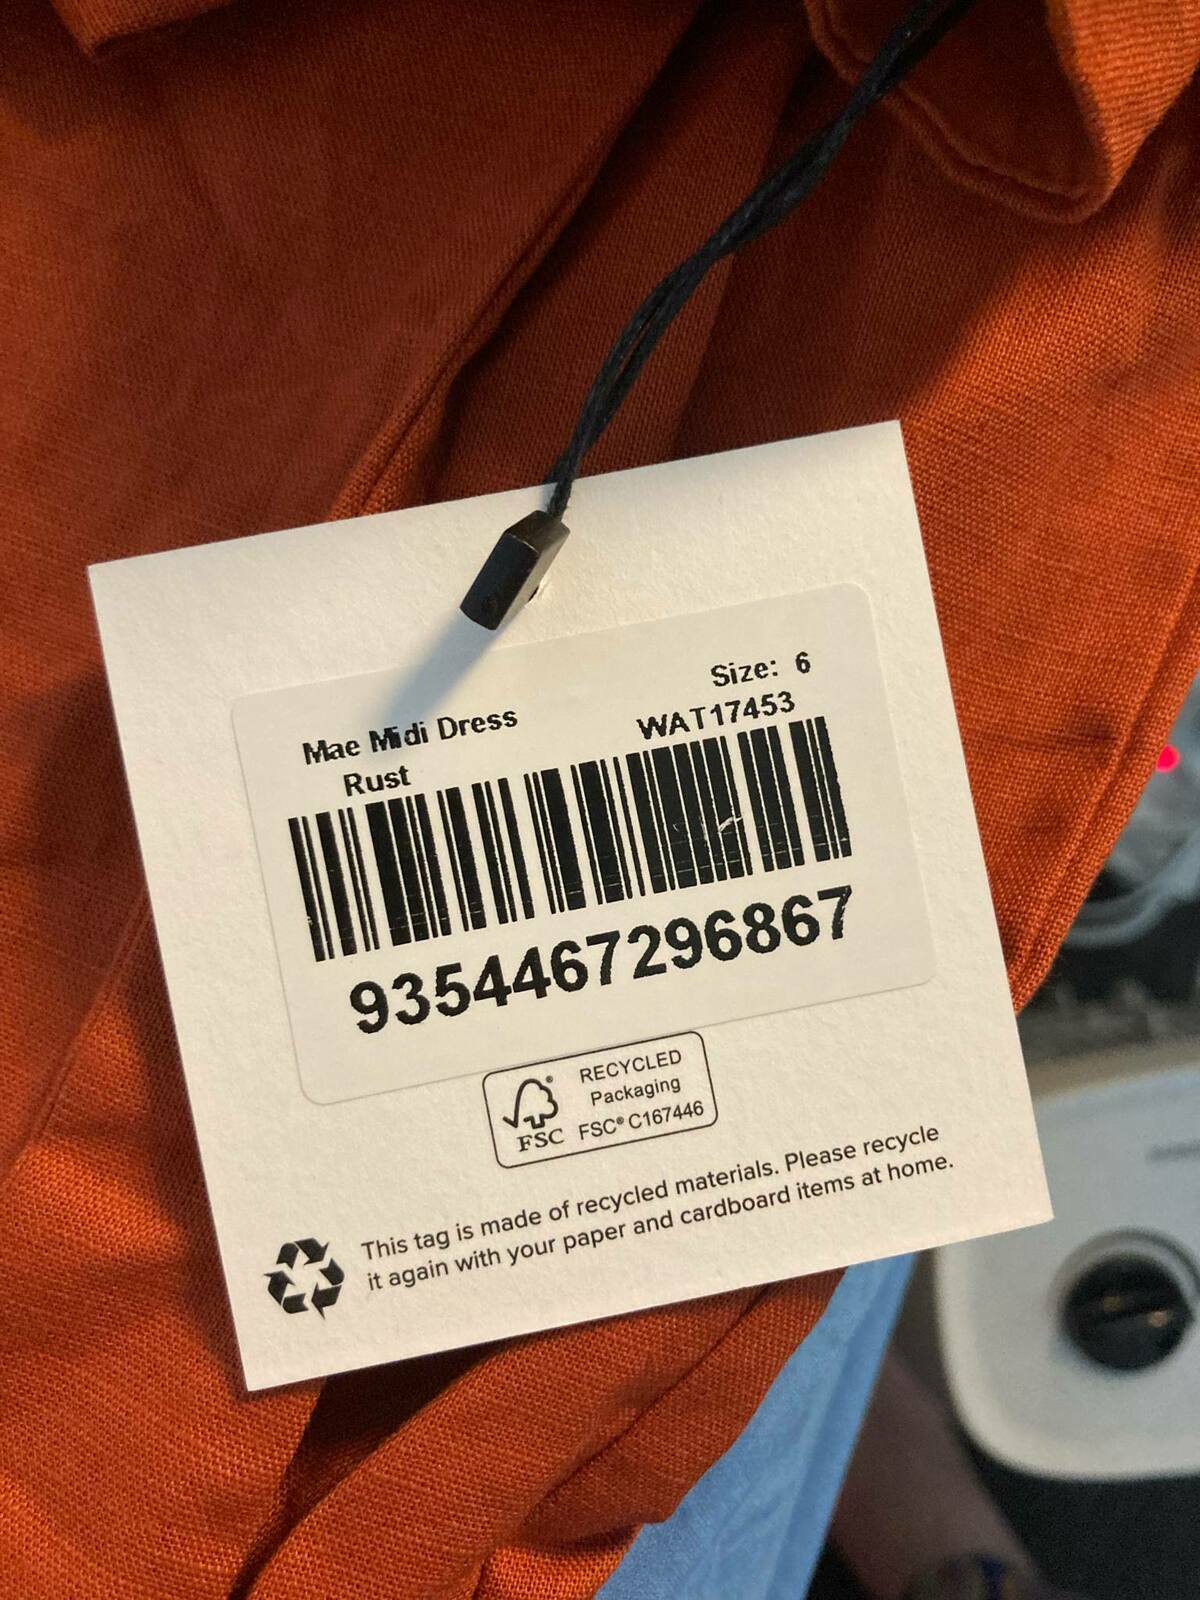 Size: 6
WAT17453
Mae Midi Dress
Rust
9354467296867
RECYCLED
Packaging
FSC® C167446
FSC
This tag is made of recycled materials. Please recycle
it again with your paper and cardboard items at home.